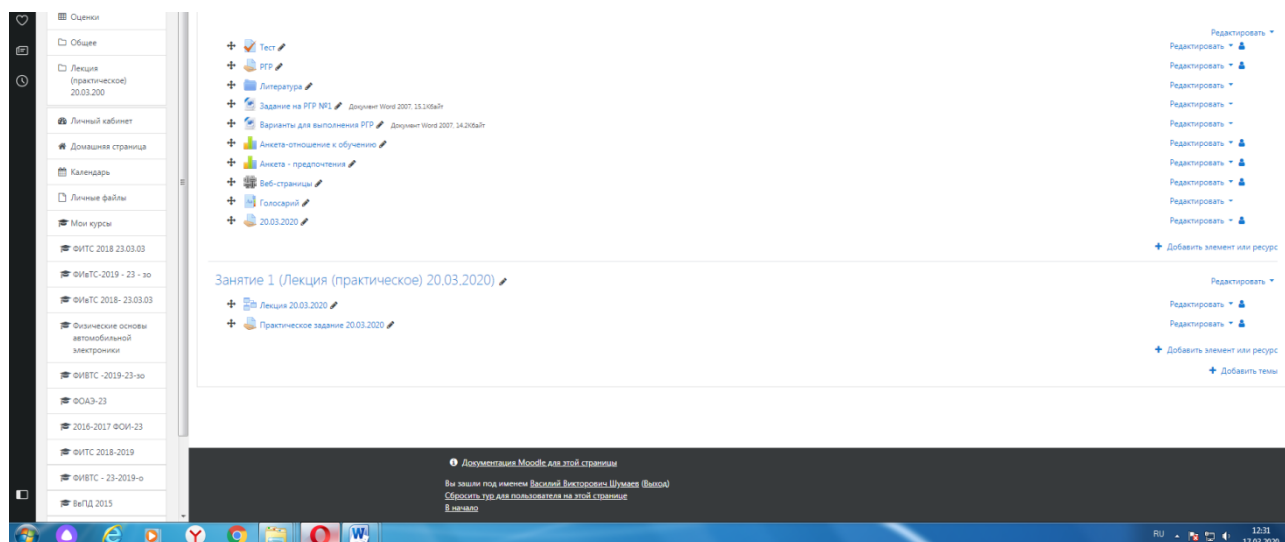 Оценки
Общее
Лекция
(практическое)
20.03.200
Личный кабинет
Домашняя страница
Календарь
Личные файлы
Мои курсы
ФИТС 2018 23.03.03
ФИвТС-2019 - 23 - зо
ФИвТС 2018- 23.03.03
Физические основы
автомобильной
электроники
ФИВТС -2019-23-зо
ФОАЭ-23
2016-2017 ФОИ-23
ФИТС 2018-2019
ФИВТС - 23-2019-о
ВвПД 2015
Редактировать
Тест Редактировать
РГР Редактировать
Литература Редактировать
Задание на РГР №1 Документ Word 2007, 15.1Кбайт Редактировать
Варианты для выполнения РГР Документ Word 2007, 14.2Кбайт Редактировать
Анкета-отношение к обучению Редактировать
Анкета - предпочтения Редактировать
Веб-страницы Редактировать
Голосарий Редактировать
20.03.2020 Редактировать
Добавить элемент или ресурс
Занятие 1 (Лекция (практическое) 20.03.2020) Редактировать
Лекция 20.03.2020 Редактировать
Практическое задание 20.03.2020 Редактировать
Добавить элемент или ресурс
Добавить темы
Документация Moodle для этой страницы
Вы зашли под именем Василий Викторович Шумаев (Выход)
Сбросить тур для пользователя на этой странице
В начало
RU 12:31
17.03.2020